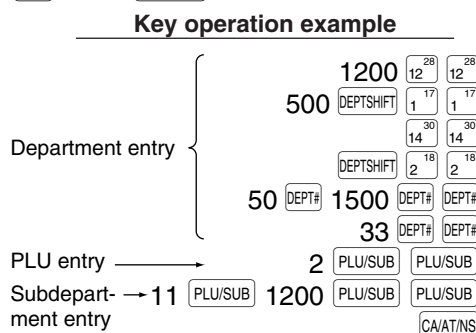 Key operation example
1200 12 28 12 28
500 DEPTSHIFT 1 17 1 17
14 30 14 30
Department entry
DEPTSHIFT 2 18 2 18
50 DEPT# 1500 DEPT# DEPT#
33 DEPT# DEPT#
PLU entry 2 PLU/SUB PLU/SUB
Subdepart- 11 PLU/SUB 1200 PLU/SUB PLU/SUB
ment entry
CA/AT/NS